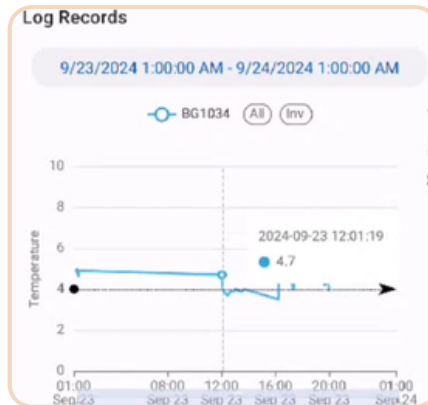 Log Records
9/23/2024 1:00:00 AM - 9/24/2024 1:00:00 AM
BG1034 All Inv
10
8
6
4
2
0
Temperature
2024-09-23 12:01:19
4.7
01:00 08:00 12:00 16:00 20:00 01:00
Sep 23 Sep 23 Sep 23 Sep 23 Sep 23 Sep 24